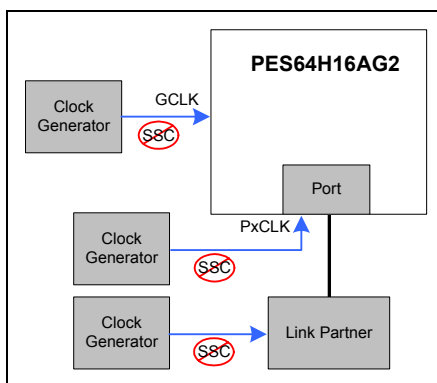 PES64H16AG2
Clock
Generator
GCLK
SSC
Port
PxCLK
Clock
Generator
SSC
Clock
Generator
SSC
Link Partner